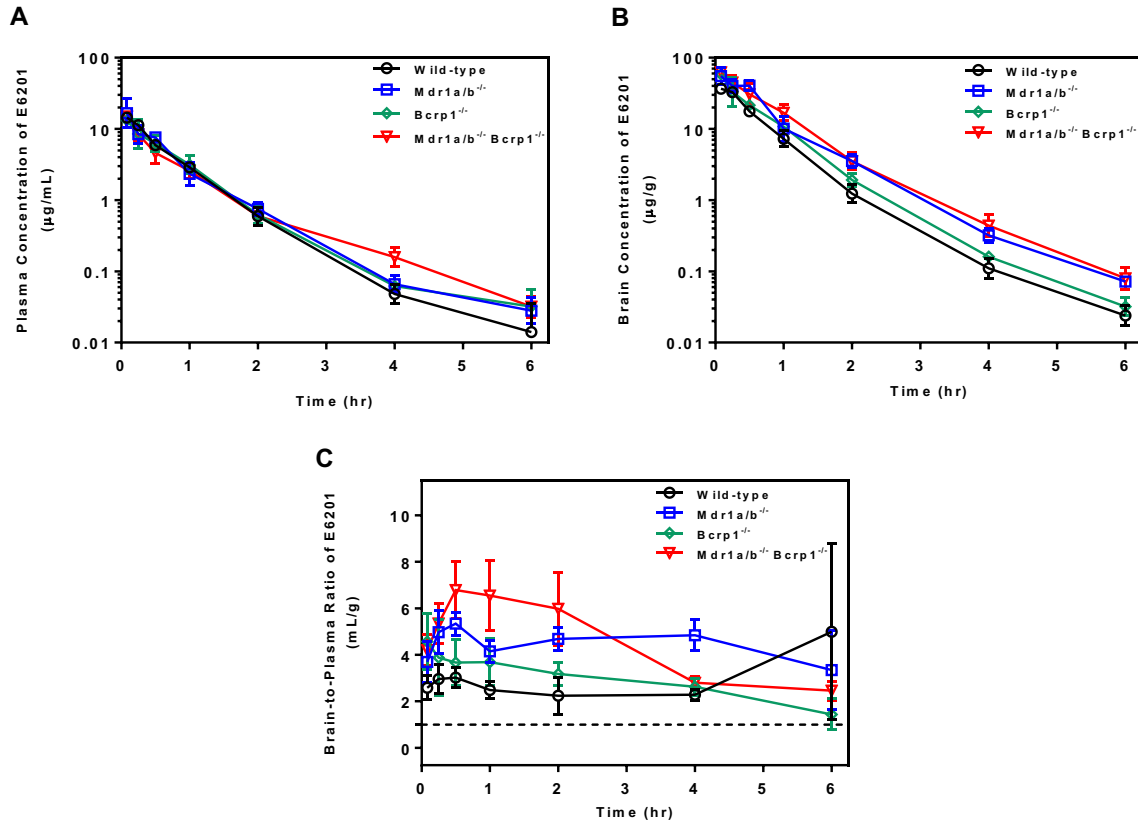 A
Plasma Concentration of E6201
(µg/mL)
100
10
1
0.1
0.01
0
2
4
6
Time (hr)
Wild-type
Mdr1a/b-/-
Bcrp1-/-
Mdr1a/b-/- Bcrp1-/-
B
Brain Concentration of E6201
(µg/g)
100
10
1
0.1
0.01
0
1
2
3
4
5
6
Time (hr)
Wild-type
Mdr1a/b-/-
Bcrp1-/-
Mdr1a/b-/- Bcrp1-/-
C
Brain-to-Plasma Ratio of E6201
(mL/g)
10
8
6
4
2
0
0
1
2
3
4
5
6
Time (hr)
Wild-type
Mdr1a/b-/-
Bcrp1-/-
Mdr1a/b-/- Bcrp1-/-